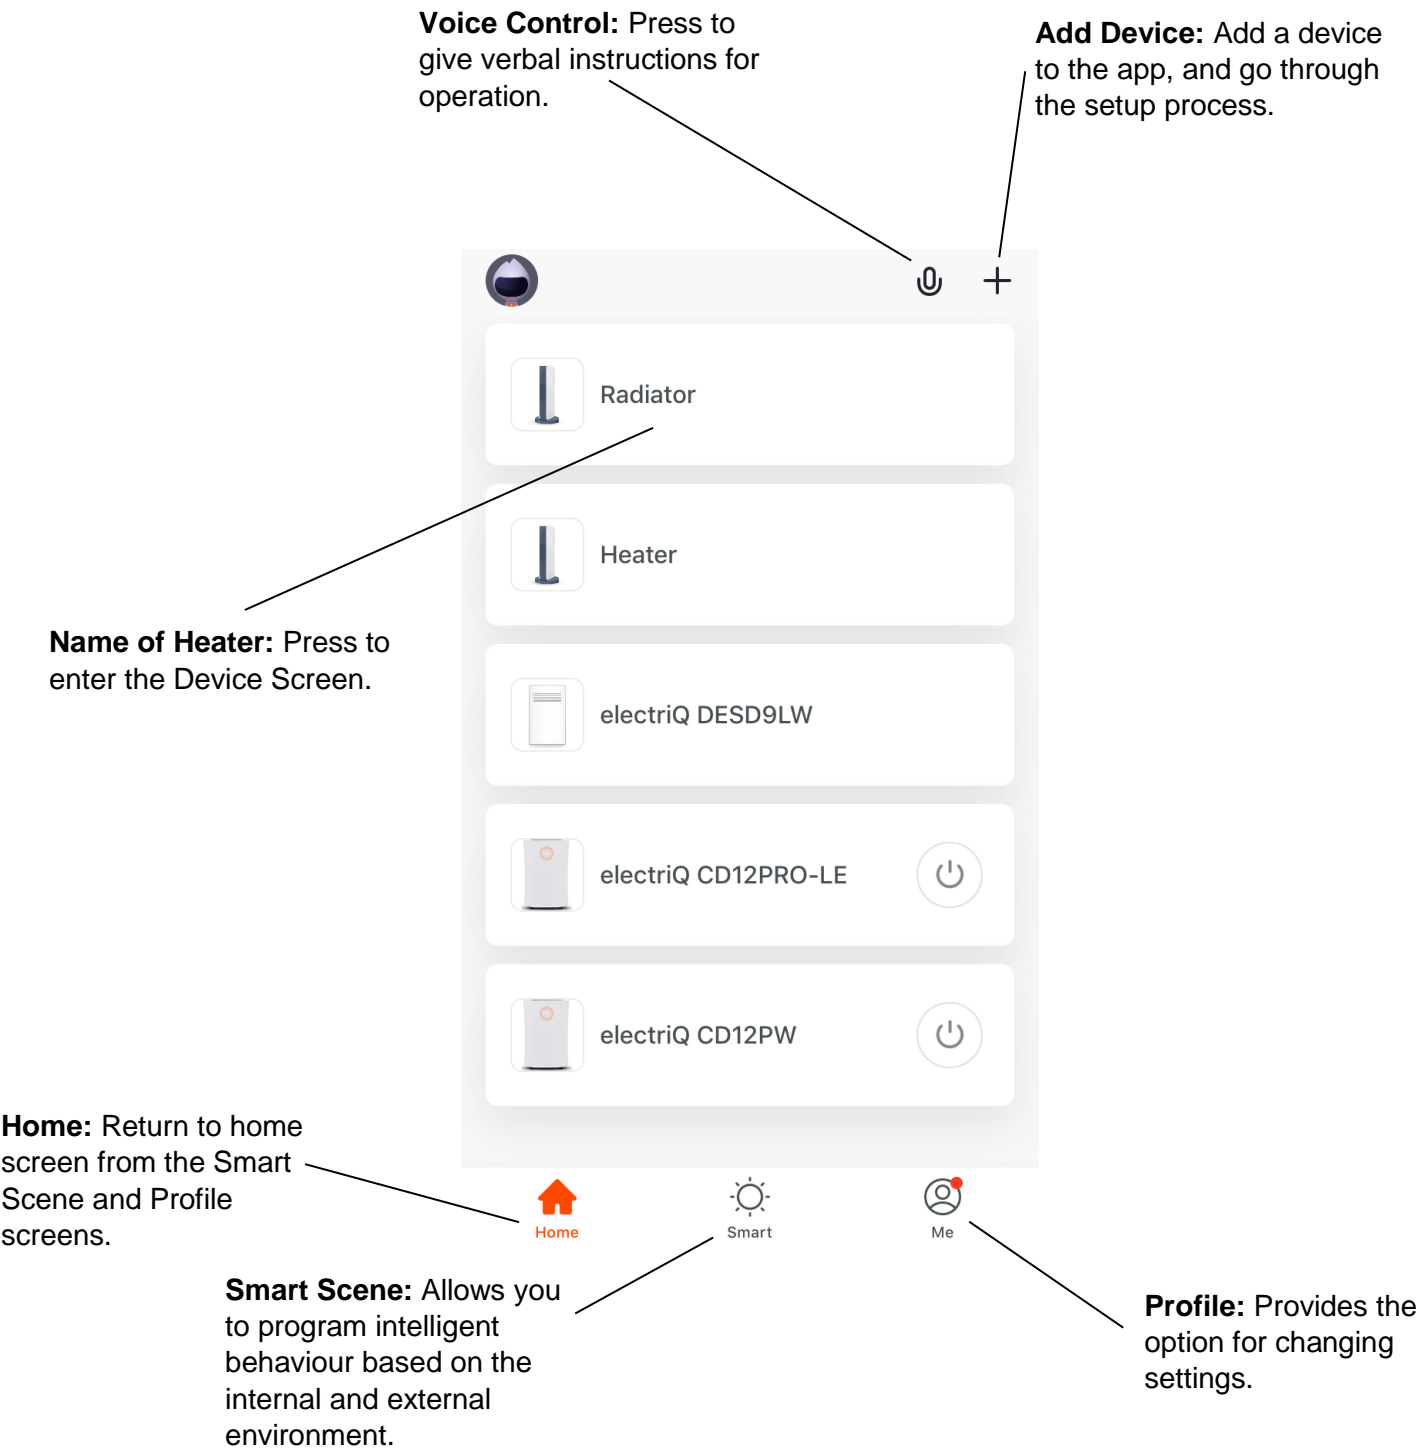 Voice Control: Press to
give verbal instructions for
operation.
Add Device: Add a device
to the app, and go through
the setup process.
Radiator
Heater
Name of Heater: Press to
enter the Device Screen.
electriQ DESD9LW
electriQ CD12PRO-LE
electriQ CD12PW
Home: Return to home
screen from the Smart
Scene and Profile
screens.
Home
Smart
Me
Smart Scene: Allows you
to program intelligent
behaviour based on the
internal and external
environment.
Profile: Provides the
option for changing
settings.